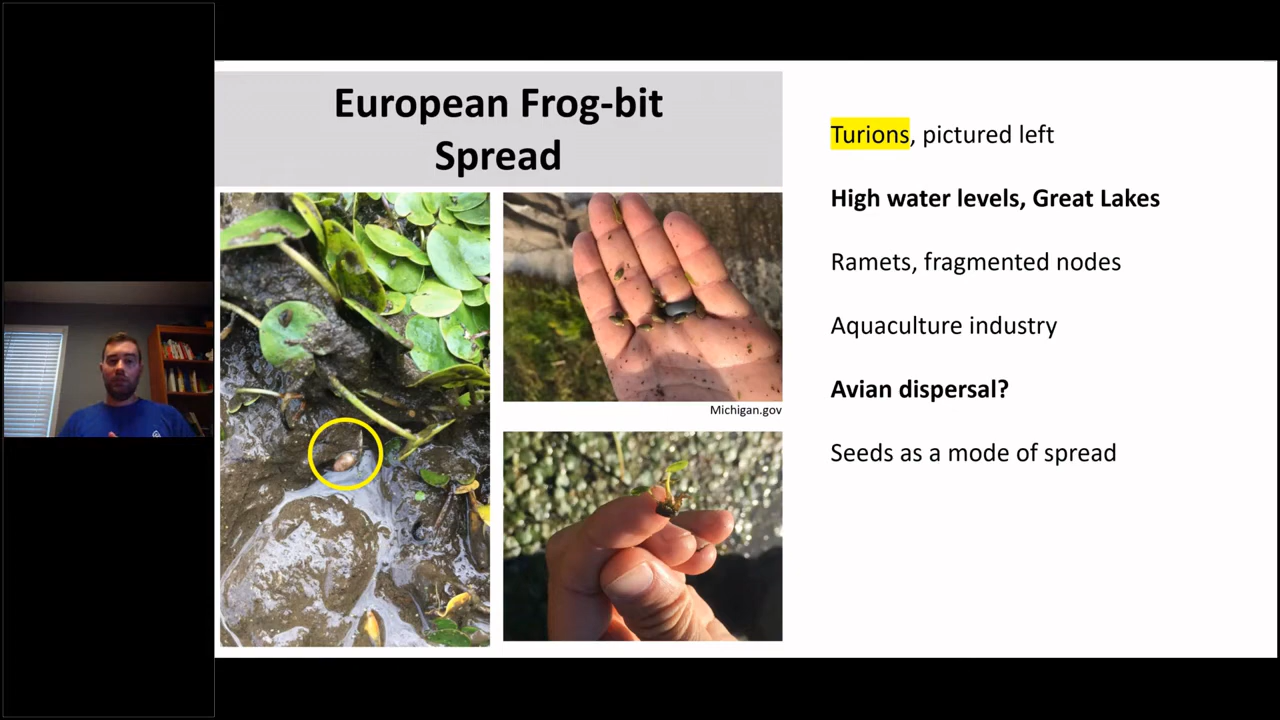 European Frog-bit
Spread
Turions, pictured left
High water levels, Great Lakes
Ramets, fragmented nodes
Aquaculture industry
Avian dispersal?
Seeds as a mode of spread
Michigan.gov